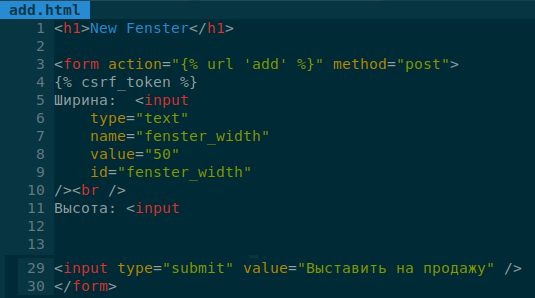 add.html
1 <h1>New Fenster</h1>
2
3 <form action="{% url 'add' %}" method="post">
4 {% csrf_token %}
5 Ширина:  <input
6     type="text"
7     name="fenster_width"
8     value="50"
9     id="fenster_width"
10 /><br />
11 Высота: <input
12
13
29 <input type="submit" value="Выставить на продажу" />
30 </form>